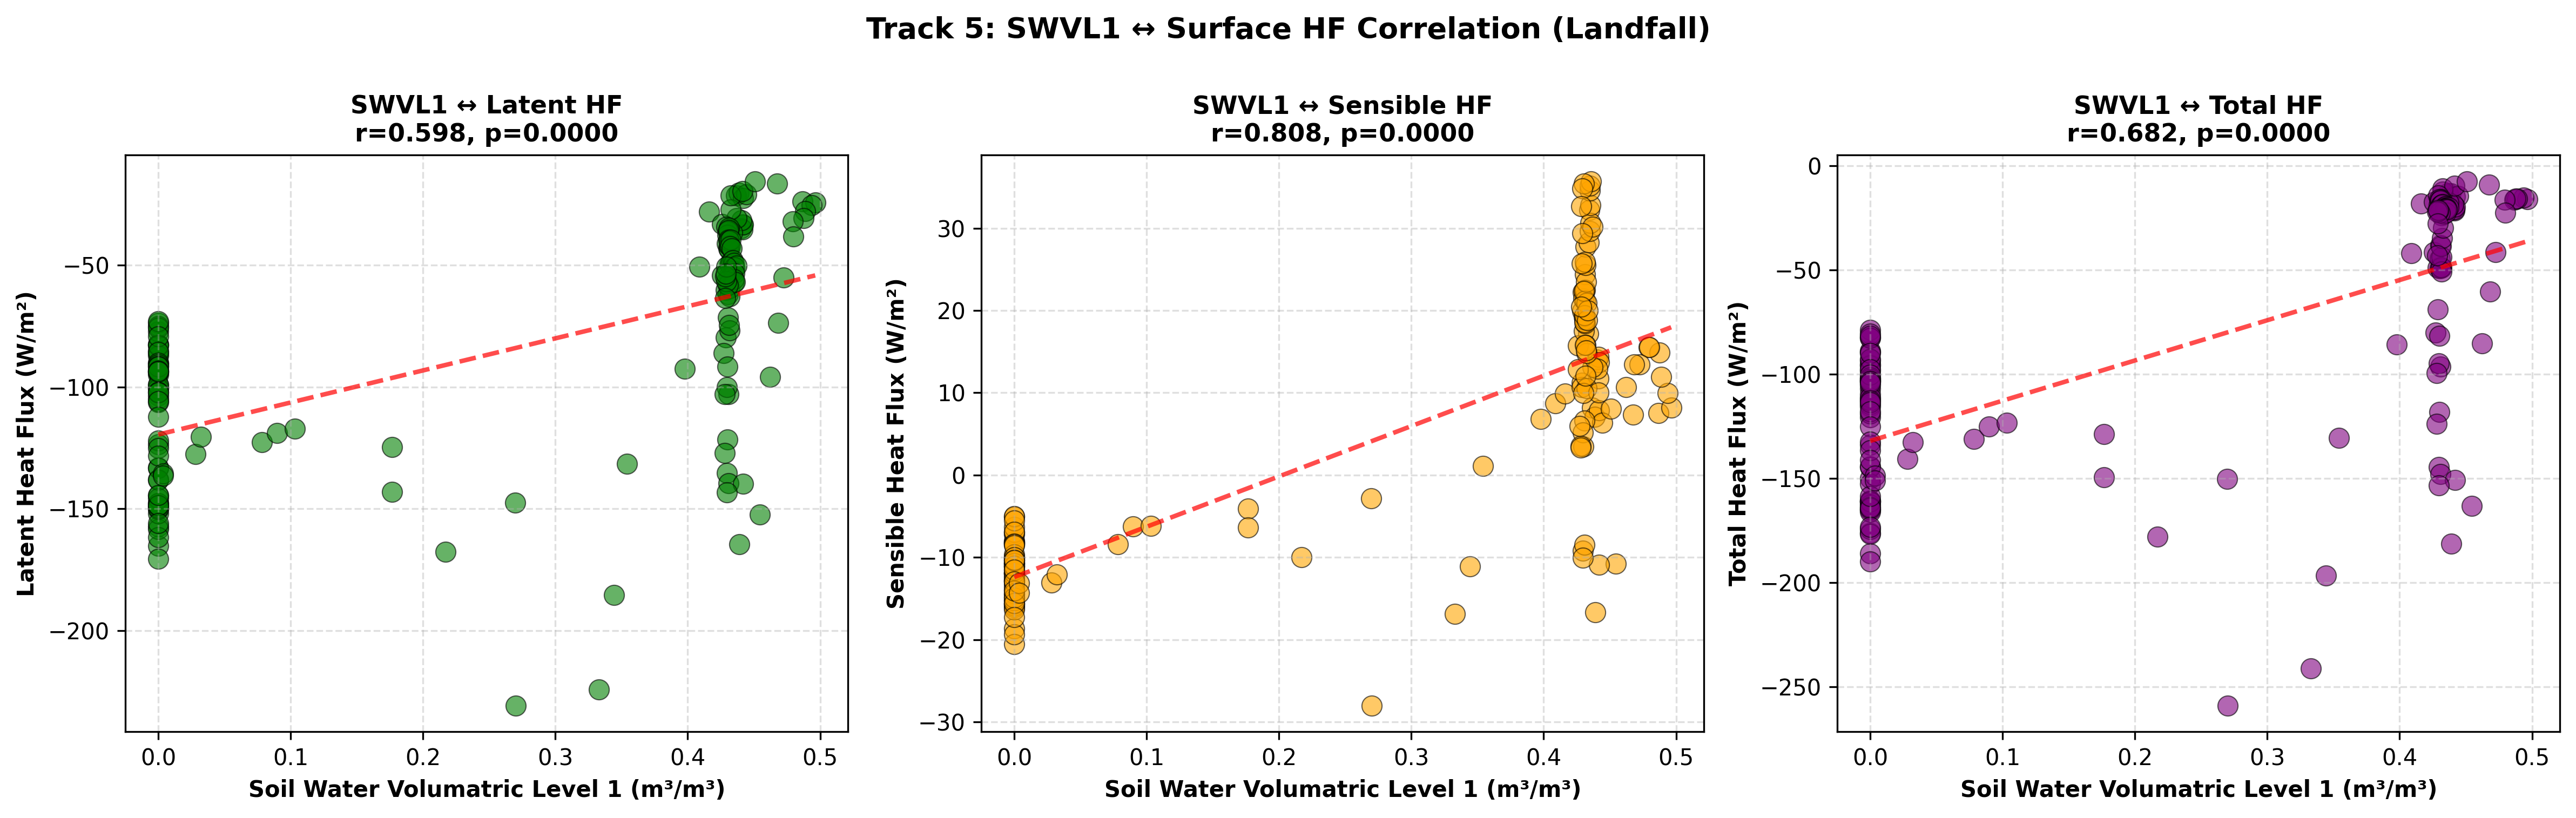 Track 5: SWVL1 ↔ Surface HF Correlation (Landfall)
SWVL1 ↔ Latent HF
r=0.598, p=0.0000
Latent Heat Flux (W/m²)
−50
−100
−150
−200
0.0 0.1 0.2 0.3 0.4 0.5
Soil Water Volumatric Level 1 (m³/m³)
SWVL1 ↔ Sensible HF
r=0.808, p=0.0000
Sensible Heat Flux (W/m²)
30
20
10
0
−10
−20
−30
0.0 0.1 0.2 0.3 0.4 0.5
Soil Water Volumatric Level 1 (m³/m³)
SWVL1 ↔ Total HF
r=0.682, p=0.0000
Total Heat Flux (W/m²)
0
−50
−100
−150
−200
−250
0.0 0.1 0.2 0.3 0.4 0.5
Soil Water Volumatric Level 1 (m³/m³)